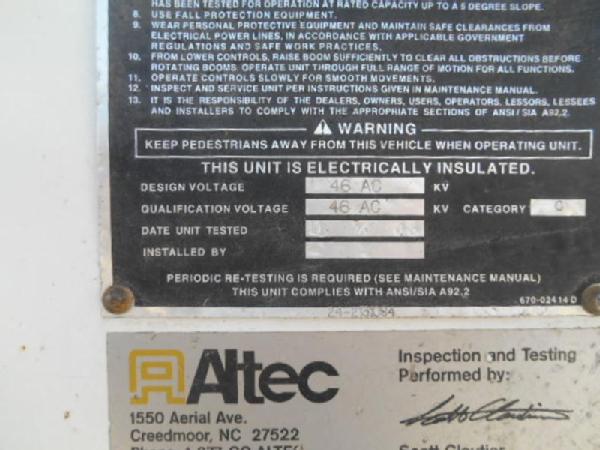 HAS BEEN TESTED FOR OPERATION AT RATED CAPACITY UP TO A 5 DEGREE SLOPE.
8. USE FALL PROTECTION EQUIPMENT.
9. WEAR PERSONAL PROTECTIVE EQUIPMENT AND MAINTAIN SAFE CLEARANCES FROM
ELECTRICAL POWER LINES, IN ACCORDANCE WITH APPLICABLE GOVERNMENT
REGULATIONS AND SAFE WORK PRACTICES.
10. FROM LOWER CONTROLS, RAISE BOOM SUFFICIENTLY TO CLEAR ALL OBSTRUCTIONS BEFORE
ROTATING BOOMS. OPERATE UNIT THROUGH FULL RANGE OF MOTION FOR ALL FUNCTIONS.
11. OPERATE CONTROLS SLOWLY FOR SMOOTH MOVEMENTS.
12. INSPECT AND SERVICE UNIT PER INSTRUCTIONS GIVEN IN MAINTENANCE MANUAL.
13. IT IS THE RESPONSIBILITY OF THE DEALERS, OWNERS, USERS, OPERATORS, LESSORS, LESSEES
AND INSTALLERS TO COMPLY WITH THE APPROPRIATE SECTIONS OF ANSI/SIA A92.2
WARNING
KEEP PEDESTRIANS AWAY FROM THIS VEHICLE WHEN OPERATING UNIT.
THIS UNIT IS ELECTRICALLY INSULATED.
DESIGN VOLTAGE 46 AC KV
QUALIFICATION VOLTAGE 46 AC KV CATEGORY C
DATE UNIT TESTED
INSTALLED BY
PERIODIC RE-TESTING IS REQUIRED (SEE MAINTENANCE MANUAL)
THIS UNIT COMPLIES WITH ANSI/SIA A92.2
670-02414 D
Altec
Inspection and Testing
Performed by:
1550 Aerial Ave.
Creedmoor, NC 27522